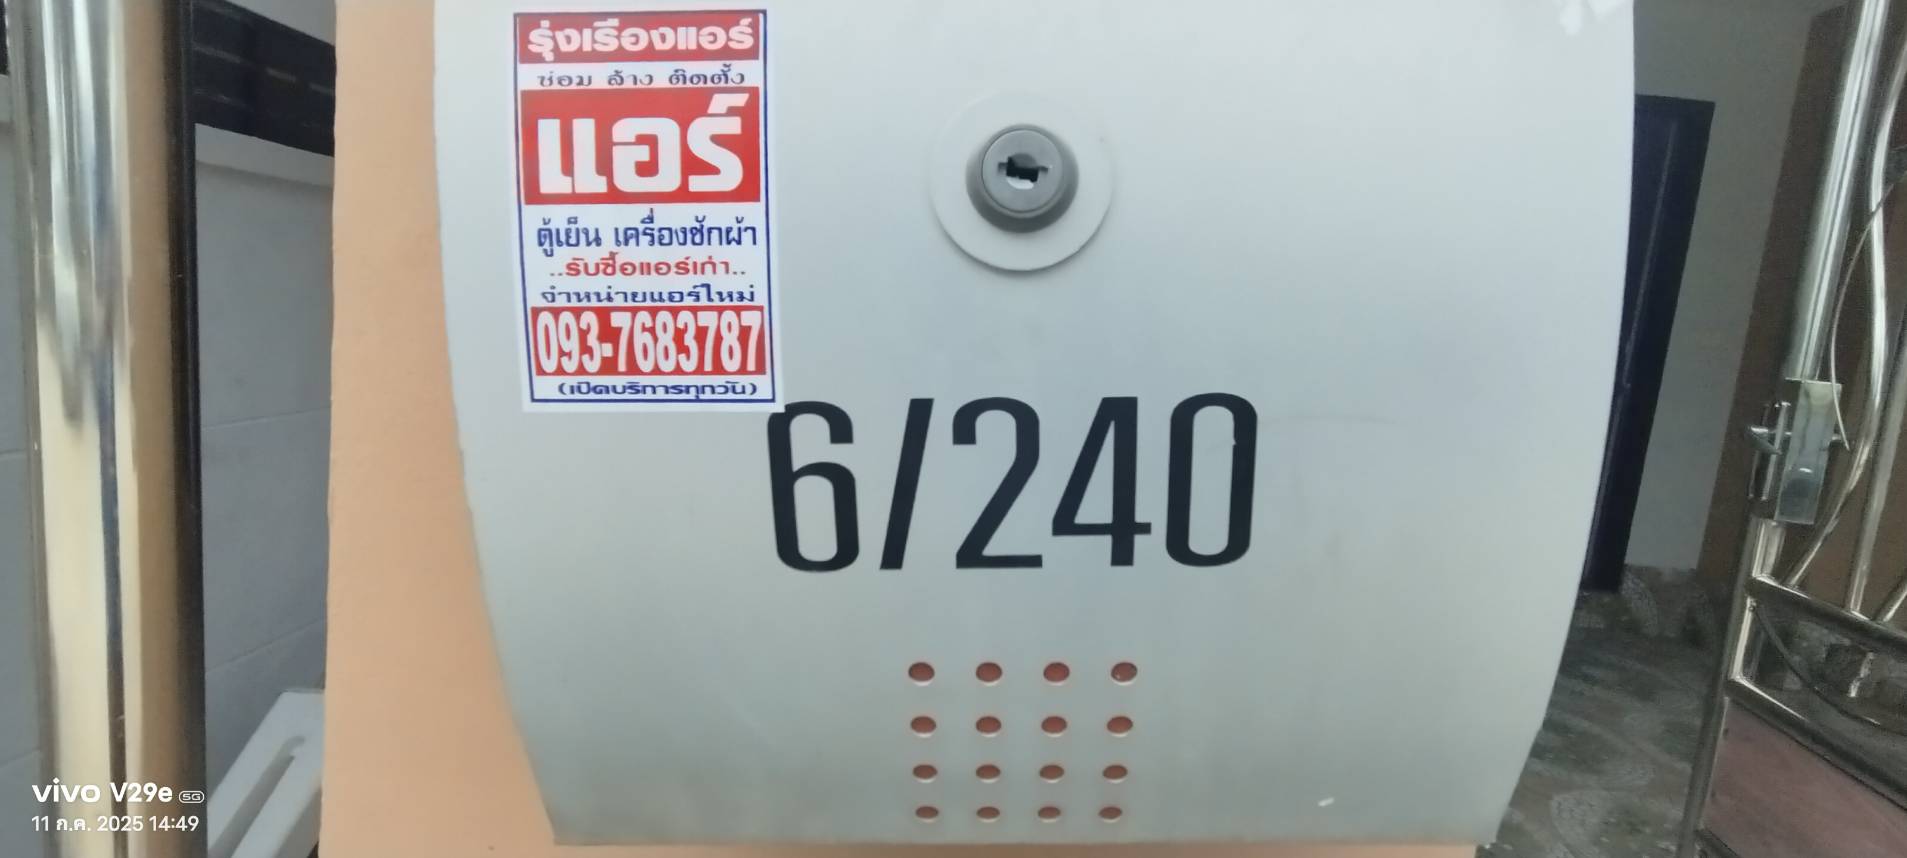 รุ่งเรืองแอร์
ซ่อม ล้าง ติดตั้ง
แอร์
ตู้เย็น เครื่องซักผ้า
..รับซื้อแอร์เก่า..
จำหน่ายแอร์ใหม่
093-7683787
(เปิดบริการทุกวัน)
6/240
vivo V29e 5G
11 ก.ค. 2025 14:49